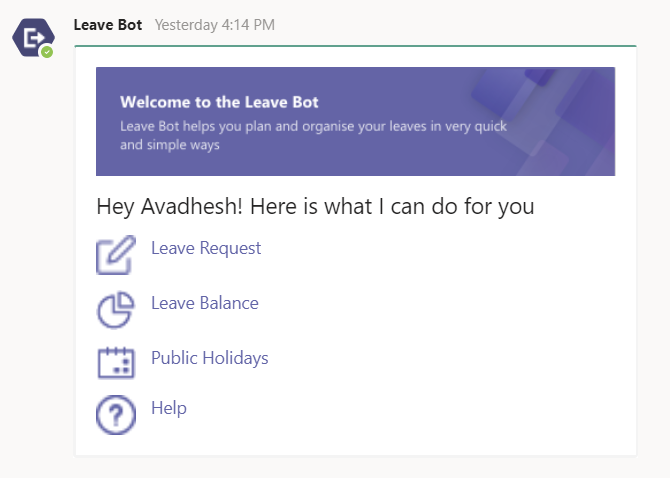 Leave Bot Yesterday 4:14 PM
Welcome to the Leave Bot
Leave Bot helps you plan and organise your leaves in very quick
and simple ways
Hey Avadhesh! Here is what I can do for you
Leave Request
Leave Balance
Public Holidays
Help